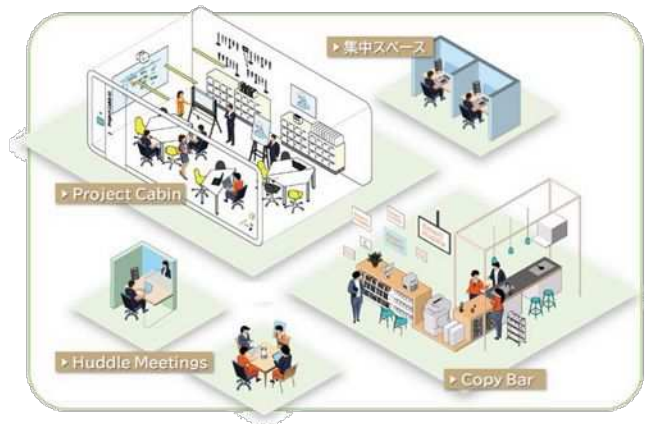 ▶ 集中スペース
▶ Project Cabin
▶ Huddle Meetings
▶ Copy Bar